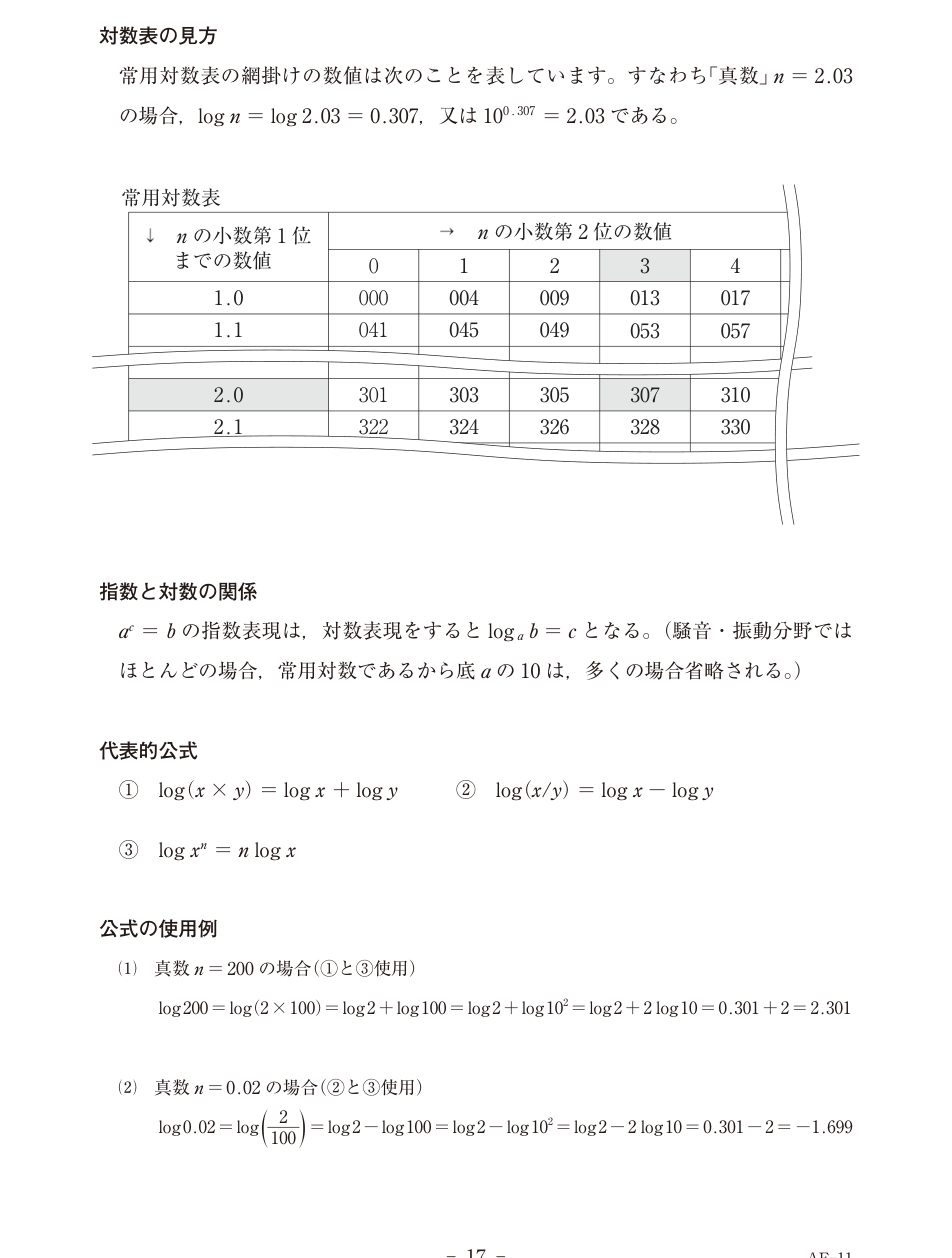 対数表の見方
常用対数表の網掛けの数値は次のことを表しています。すなわち「真数」n = 2.03
の場合，log n = log 2.03 = 0.307，又は 10^0.307 = 2.03 である。
常用対数表
↓ n の小数第1位 → n の小数第2位の数値
までの数値 0 1 2 3 4
1.0 000 004 009 013 017
1.1 041 045 049 053 057
2.0 301 303 305 307 310
2.1 322 324 326 328 330
指数と対数の関係
a^c = b の指数表現は，対数表現をすると log_a b = c となる。（騒音・振動分野では
ほとんどの場合，常用対数であるから底 a の 10 は，多くの場合省略される。）
代表的公式
① log(x × y) = log x + log y ② log(x/y) = log x − log y
③ log x^n = n log x
公式の使用例
⑴ 真数 n = 200 の場合(①と③使用)
log200 = log(2 × 100) = log2 + log100 = log2 + log10^2 = log2 + 2 log10 = 0.301 + 2 = 2.301
⑵ 真数 n = 0.02 の場合(②と③使用)
log0.02 = log(2/100) = log2 − log100 = log2 − log10^2 = log2 − 2 log10 = 0.301 − 2 = −1.699
− 17 −